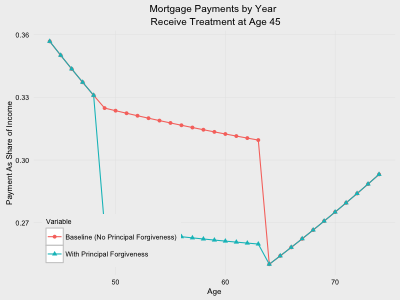 Mortgage Payments by Year
Receive Treatment at Age 45
Payment As Share of Income
0.36
0.33
0.30
0.27
Variable
Baseline (No Principal Forgiveness)
With Principal Forgiveness
50
60
70
Age